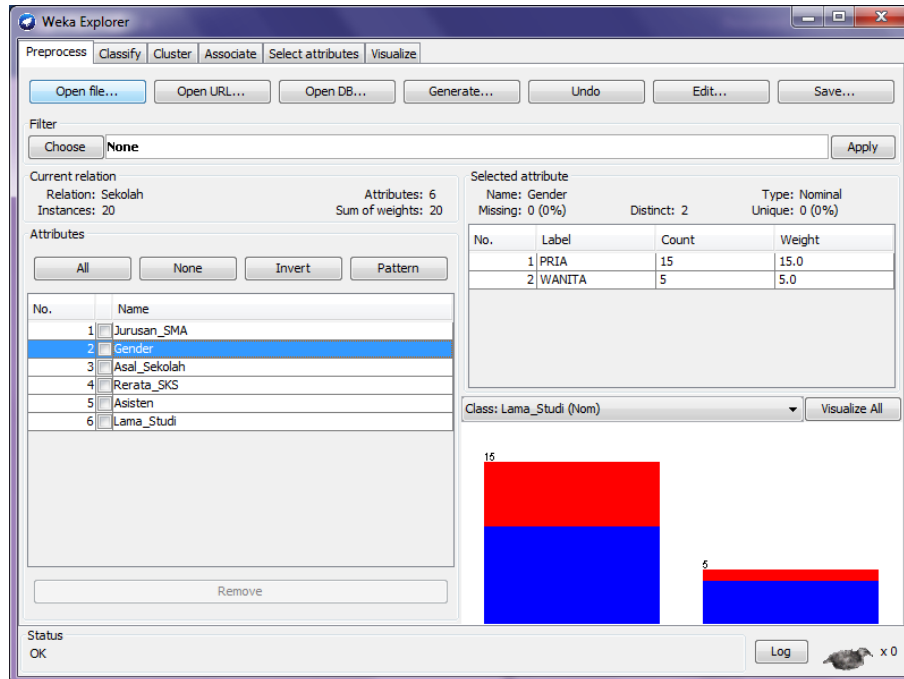 Weka Explorer
Preprocess Classify Cluster Associate Select attributes Visualize
Open file... Open URL... Open DB... Generate... Undo Edit... Save...
Filter
Choose None Apply
Current relation
Relation: Sekolah Attributes: 6
Instances: 20 Sum of weights: 20
Attributes
All None Invert Pattern
No. Name
1 Jurusan_SMA
2 Gender
3 Asal_Sekolah
4 Rerata_SKS
5 Asisten
6 Lama_Studi
Remove
Selected attribute
Name: Gender Type: Nominal
Missing: 0 (0%) Distinct: 2 Unique: 0 (0%)
No. Label Count Weight
1 PRIA 15 15.0
2 WANITA 5 5.0
Class: Lama_Studi (Nom) Visualize All
15
5
Status
OK Log x 0